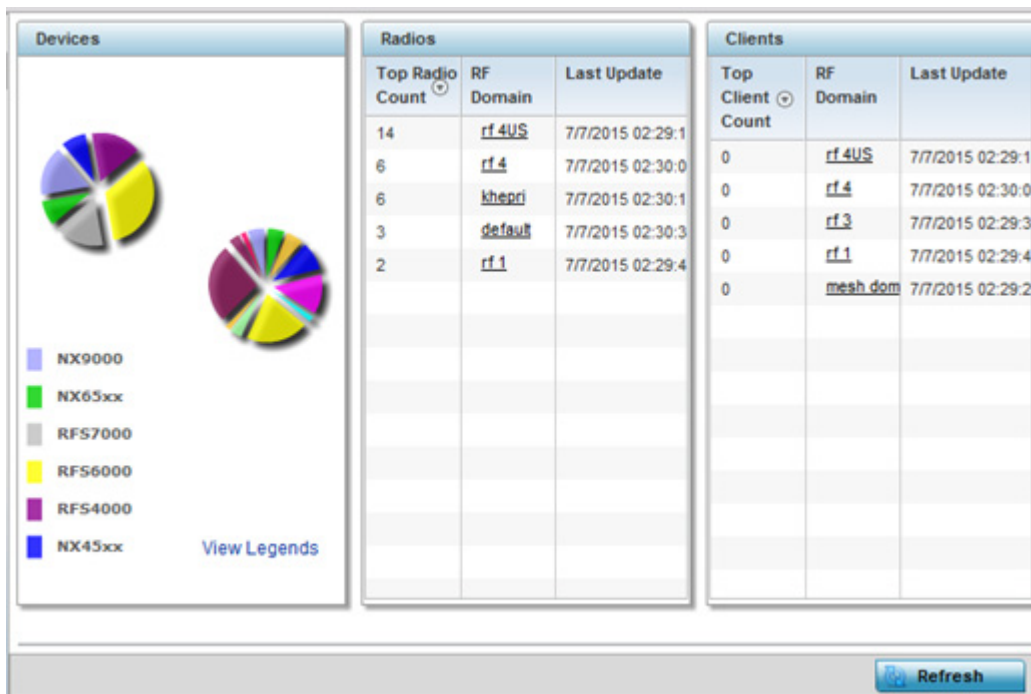 Devices
NX9000
NX65xx
RFS7000
RFS6000
RFS4000
NX45xx
View Legends
Radios
Top Radio Count RF Domain Last Update
14 rf 4US 7/7/2015 02:29:1
6 rf 4 7/7/2015 02:30:0
6 khepri 7/7/2015 02:30:1
3 default 7/7/2015 02:30:3
2 rf 1 7/7/2015 02:29:4
Clients
Top Client Count RF Domain Last Update
0 rf 4US 7/7/2015 02:29:1
0 rf 4 7/7/2015 02:30:0
0 rf 3 7/7/2015 02:29:3
0 rf 1 7/7/2015 02:29:4
0 mesh dom 7/7/2015 02:29:2
Refresh